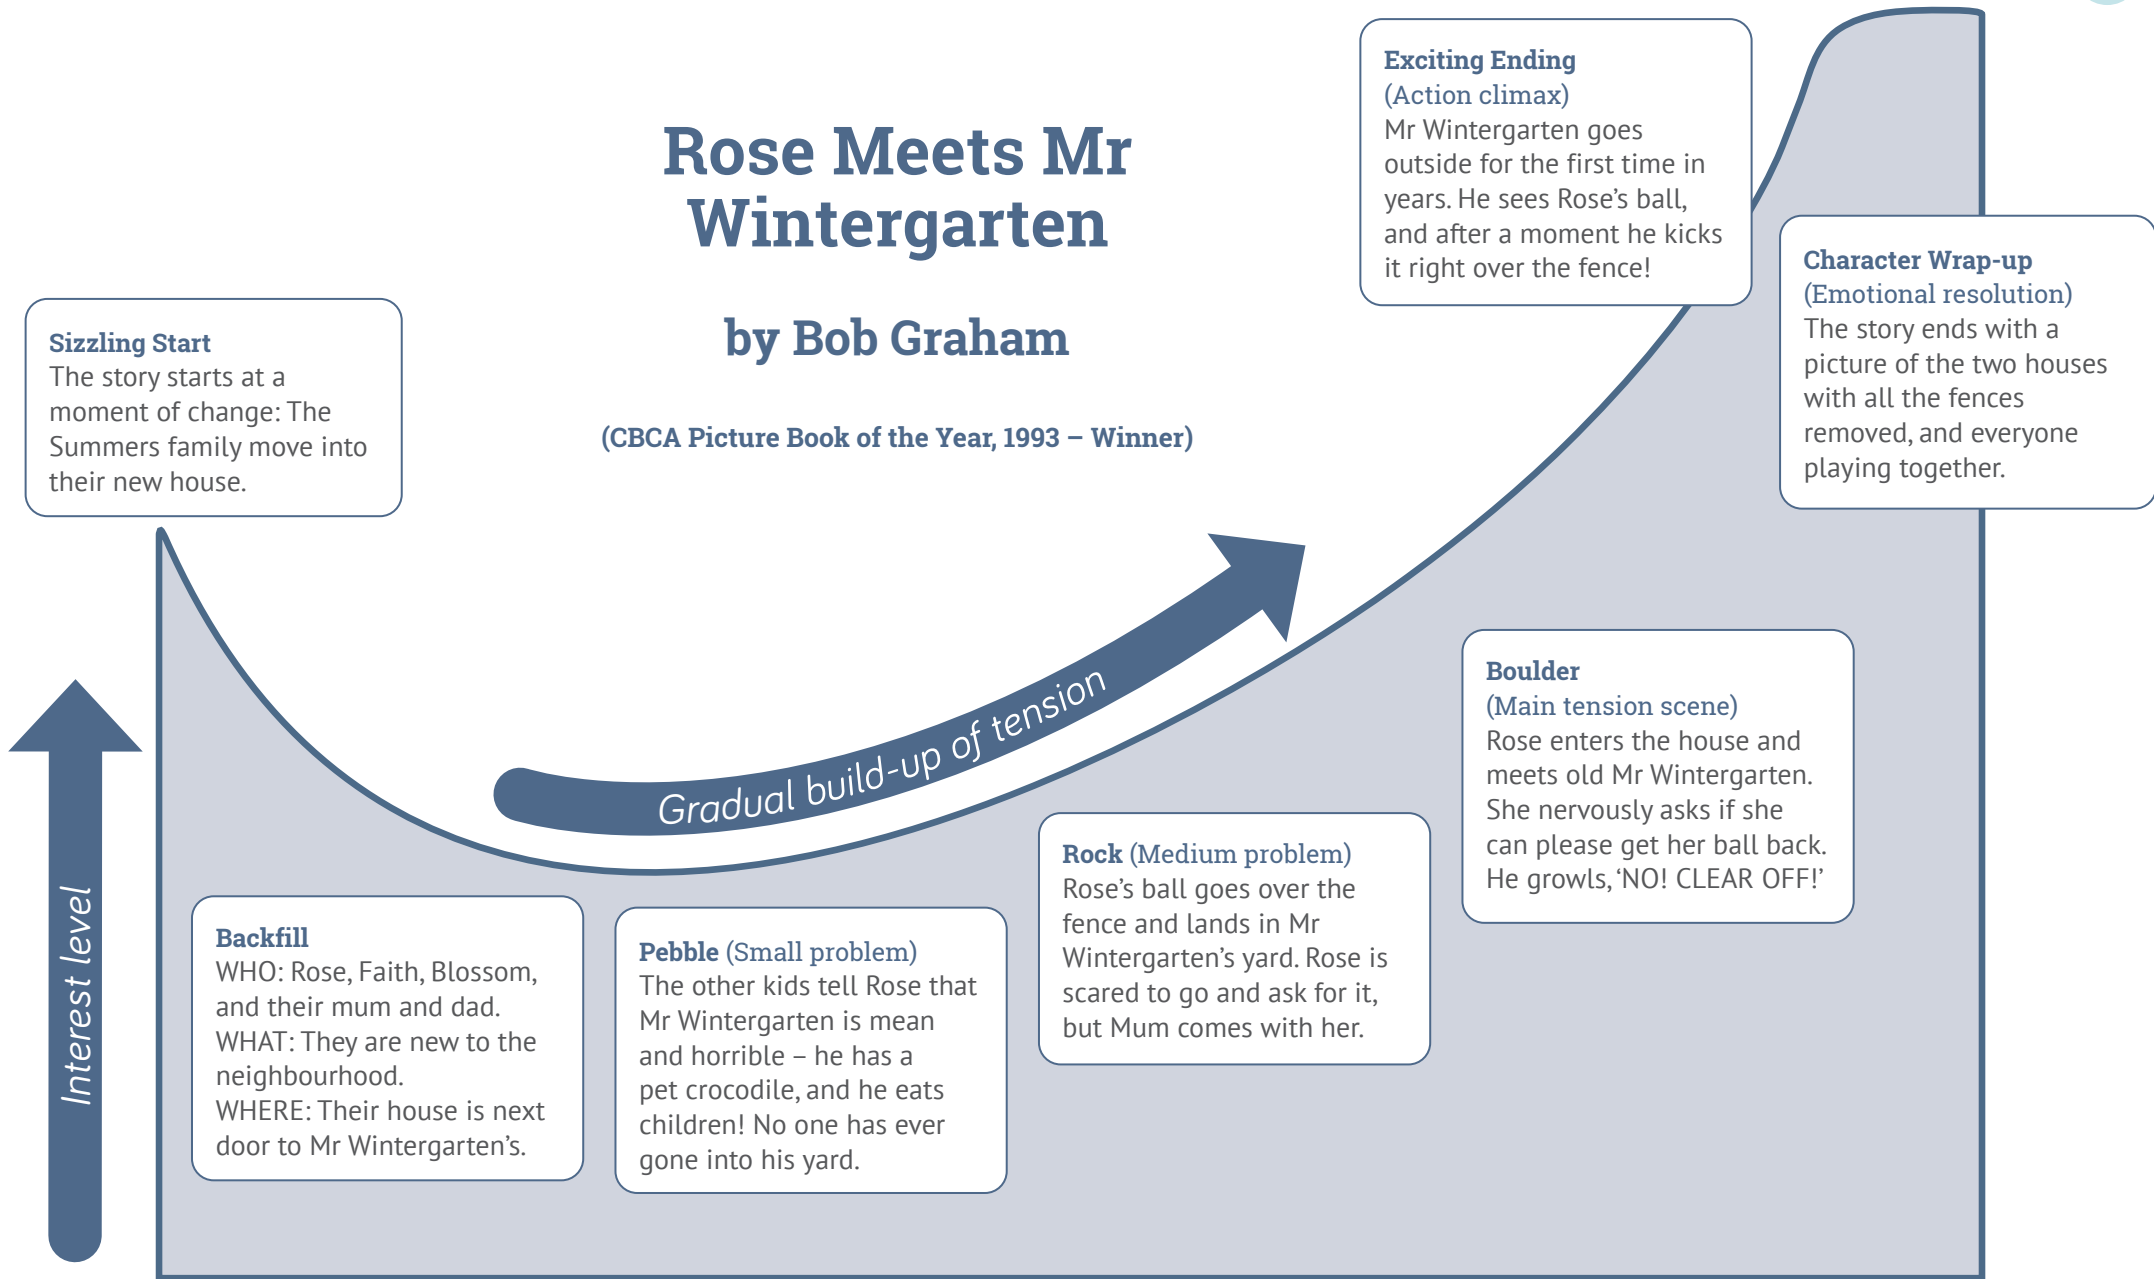 Rose Meets Mr
Wintergarten
by Bob Graham
(CBCA Picture Book of the Year, 1993 – Winner)
Sizzling Start
The story starts at a
moment of change: The
Summers family move into
their new house.
Interest level
Backfill
WHO: Rose, Faith, Blossom,
and their mum and dad.
WHAT: They are new to the
neighbourhood.
WHERE: Their house is next
door to Mr Wintergarten’s.
Gradual build-up of tension
Pebble (Small problem)
The other kids tell Rose that
Mr Wintergarten is mean
and horrible – he has a
pet crocodile, and he eats
children! No one has ever
gone into his yard.
Rock (Medium problem)
Rose’s ball goes over the
fence and lands in Mr
Wintergarten’s yard. Rose is
scared to go and ask for it,
but Mum comes with her.
Boulder
(Main tension scene)
Rose enters the house and
meets old Mr Wintergarten.
She nervously asks if she
can please get her ball back.
He growls, ‘NO! CLEAR OFF!’
Exciting Ending
(Action climax)
Mr Wintergarten goes
outside for the first time in
years. He sees Rose’s ball,
and after a moment he kicks
it right over the fence!
Character Wrap-up
(Emotional resolution)
The story ends with a
picture of the two houses
with all the fences
removed, and everyone
playing together.